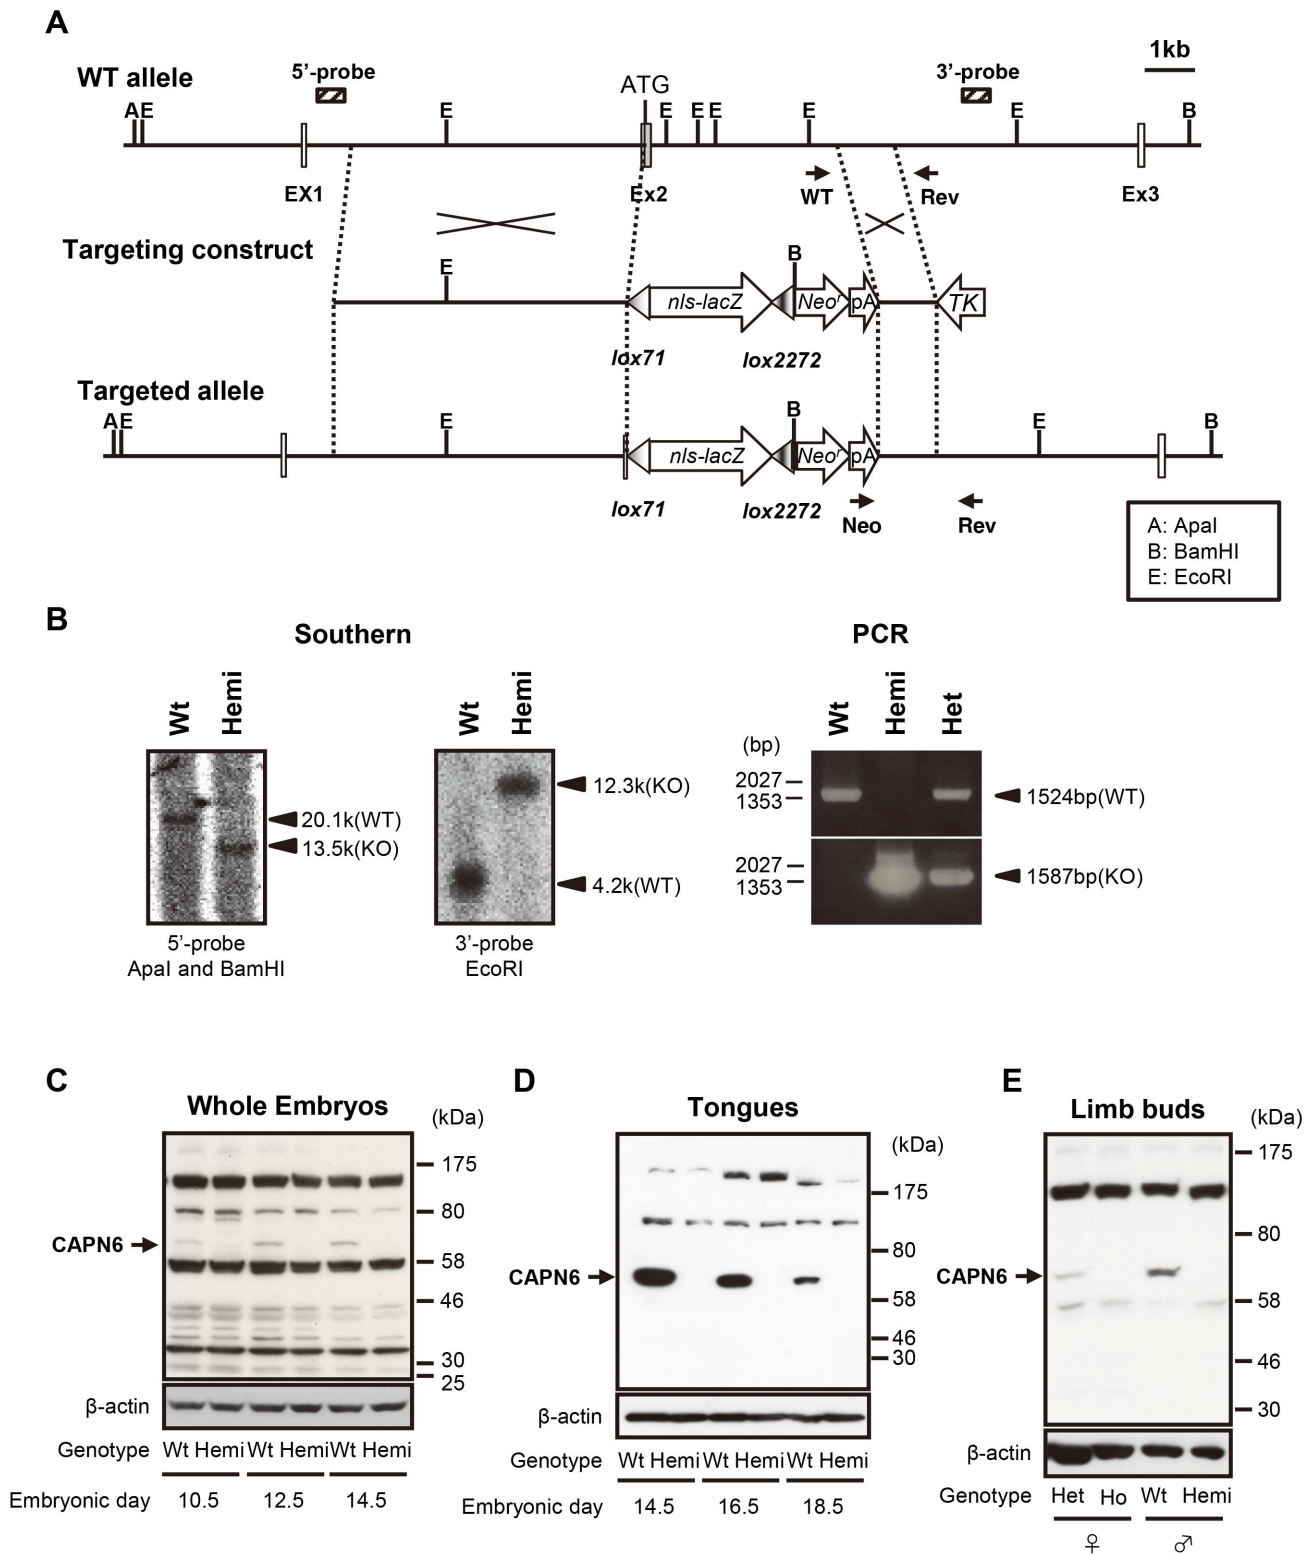 A
WT allele
5’-probe
ATG
3’-probe
1kb
A E E E E E E E B
EX1 Ex2 WT Rev Ex3
Targeting construct
E B
nls-lacZ Neoʳ pA TK
lox71 lox2272
Targeted allele
A E E B E B
nls-lacZ Neoʳ pA
lox71 lox2272 Neo Rev
A: ApaI
B: BamHI
E: EcoRI
B
Southern
PCR
Wt Hemi
20.1k(WT)
13.5k(KO)
5’-probe
ApaI and BamHI
Wt Hemi
12.3k(KO)
4.2k(WT)
3’-probe
EcoRI
Wt Hemi Het
(bp)
2027
1353
1524bp(WT)
2027
1353
1587bp(KO)
C
Whole Embryos
(kDa)
175
80
CAPN6
58
46
30
25
β-actin
Genotype Wt Hemi Wt Hemi Wt Hemi
Embryonic day 10.5 12.5 14.5
D
Tongues
(kDa)
175
80
CAPN6
58
46
30
β-actin
Genotype Wt Hemi Wt Hemi Wt Hemi
Embryonic day 14.5 16.5 18.5
E
Limb buds
(kDa)
175
80
CAPN6
58
46
30
β-actin
Genotype Het Ho Wt Hemi
♀ ♂